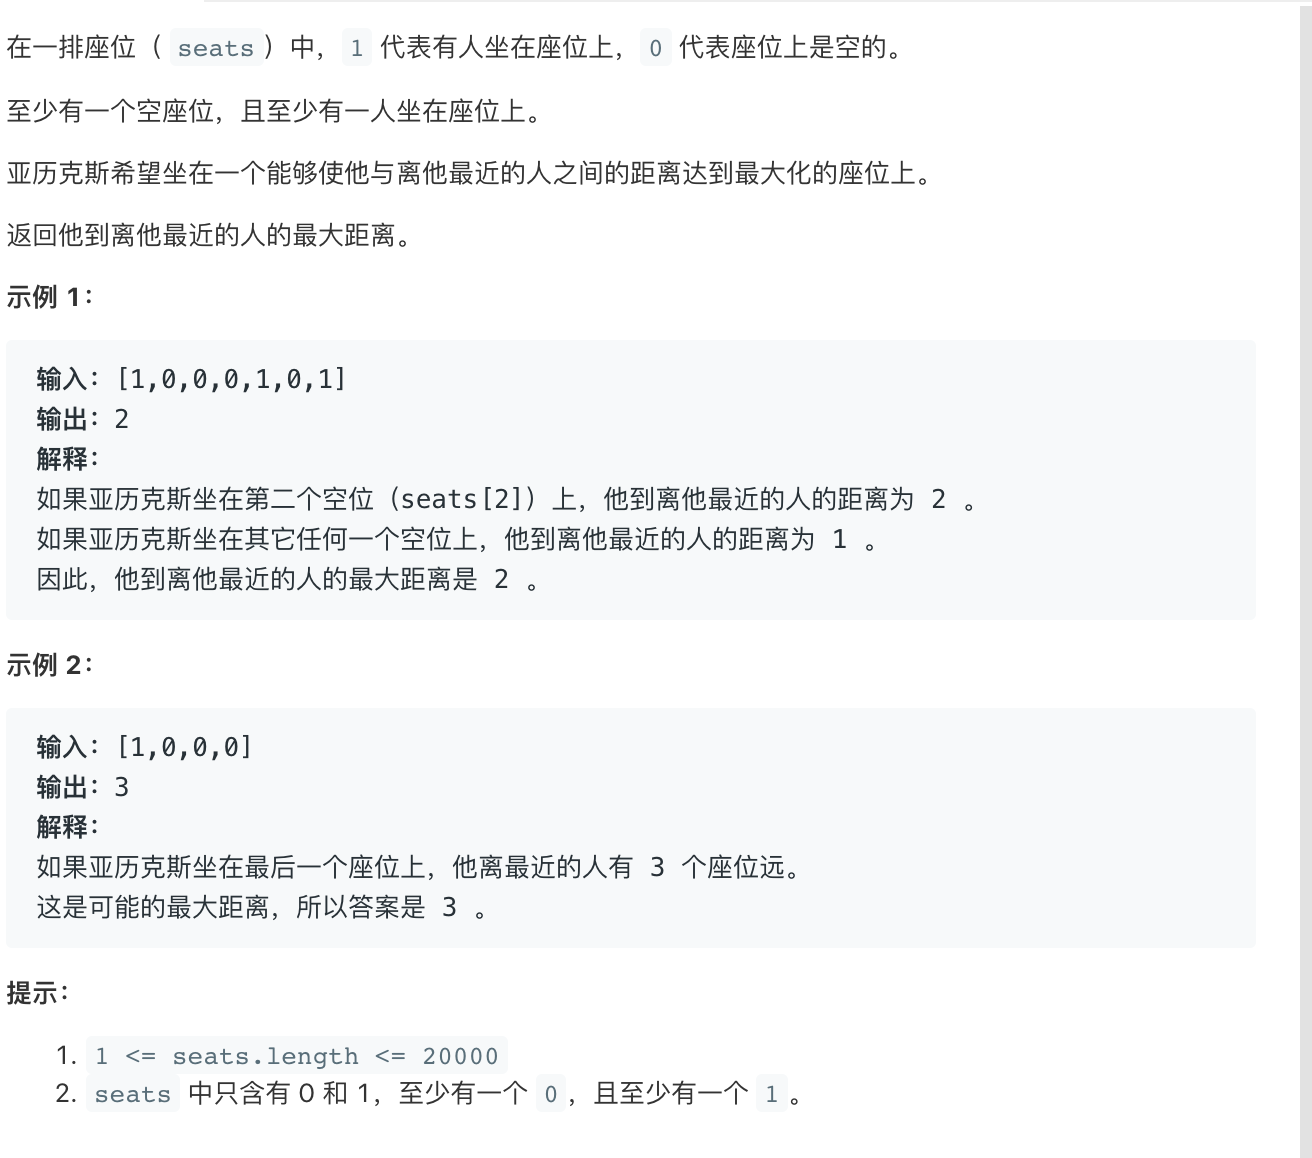 在一排座位（ seats）中，1 代表有人坐在座位上，0 代表座位上是空的。
至少有一个空座位，且至少有一人坐在座位上。
亚历克斯希望坐在一个能够使他与离他最近的人之间的距离达到最大化的座位上。
返回他到离他最近的人的最大距离。
示例 1：
输入：[1,0,0,0,1,0,1]
输出：2
解释：
如果亚历克斯坐在第二个空位（seats[2]）上，他到离他最近的人的距离为 2 。
如果亚历克斯坐在其它任何一个空位上，他到离他最近的人的距离为 1 。
因此，他到离他最近的人的最大距离是 2 。
示例 2：
输入：[1,0,0,0]
输出：3
解释：
如果亚历克斯坐在最后一个座位上，他离最近的人有 3 个座位远。
这是可能的最大距离，所以答案是 3 。
提示：
1. 1 <= seats.length <= 20000
2. seats 中只含有 0 和 1，至少有一个 0，且至少有一个 1。